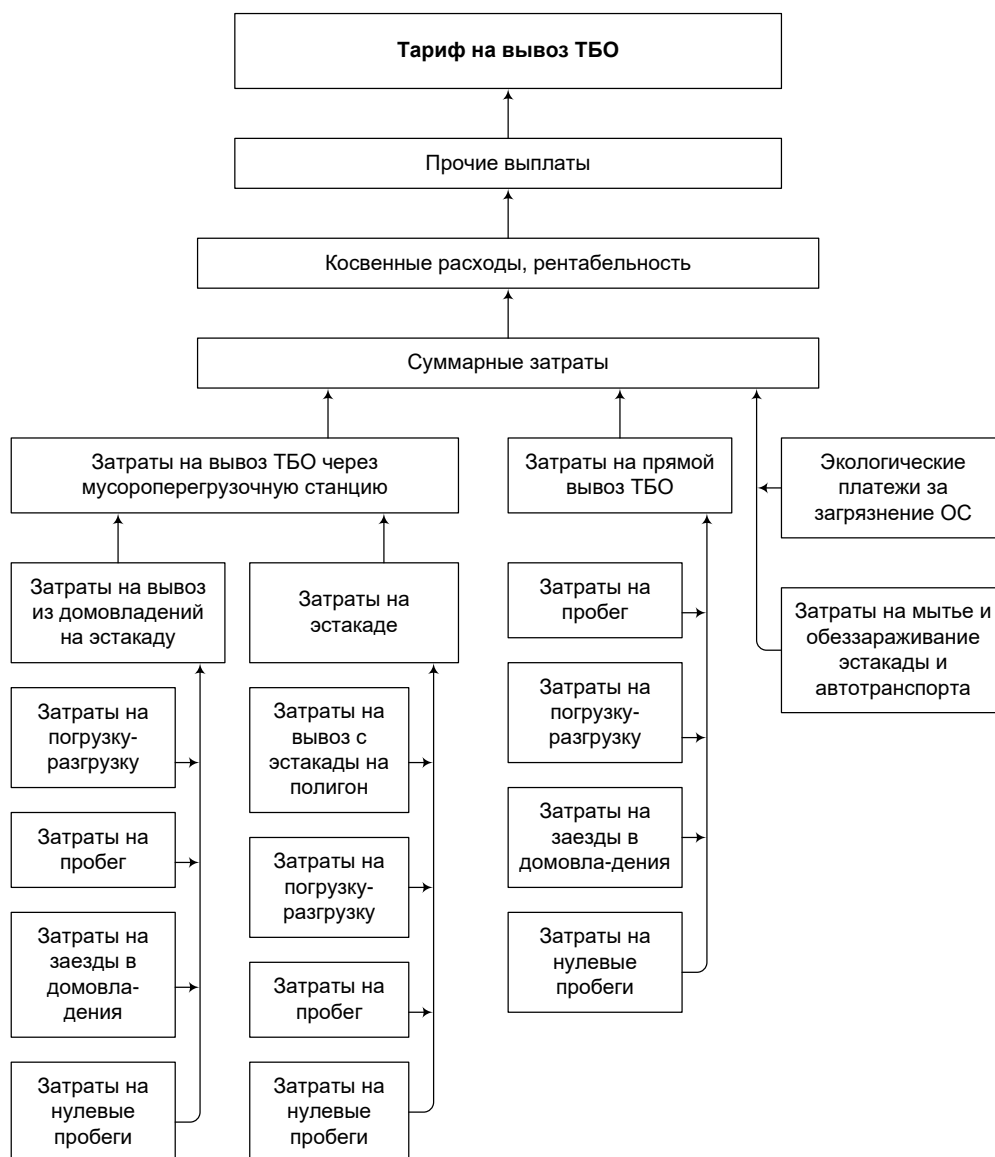 Тариф на вывоз ТБО
Прочие выплаты
Косвенные расходы, рентабельность
Суммарные затраты
Затраты на вывоз ТБО через
мусороперегрузочную станцию
Затраты на прямой
вывоз ТБО
Экологические
платежи за
загрязнение ОС
Затраты на вывоз
из домовладений
на эстакаду
Затраты на
эстакаде
Затраты на
пробег
Затраты на мытье и
обеззараживание
эстакады и
автотранспорта
Затраты на
погрузку-
разгрузку
Затраты на
вывоз с
эстакады на
полигон
Затраты на
погрузку-
разгрузку
Затраты на
пробег
Затраты на
погрузку-
разгрузку
Затраты на
заезды в
домовла-дения
Затраты на
заезды в
домовла-
дения
Затраты на
пробег
Затраты на
нулевые
пробеги
Затраты на
нулевые
пробеги
Затраты на
нулевые
пробеги